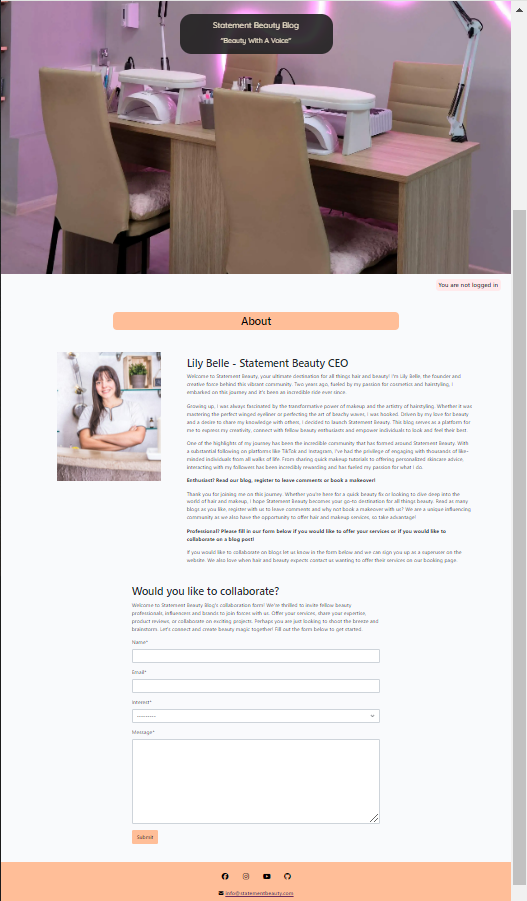 Statement Beauty Blog
"Beauty With A Voice"
You are not logged in
About
Lily Belle - Statement Beauty CEO
Welcome to Statement Beauty, your ultimate destination for all things hair and beauty! I'm Lily Belle, the founder and
creative force behind this vibrant community. Two years ago, fueled by my passion for cosmetics and hairstyling, I
embarked on this journey and it's been an incredible ride ever since.
Growing up, I was always fascinated by the transformative power of makeup and the artistry of hairstyling. Whether it was
mastering the perfect winged eyeliner or perfecting the art of beachy waves, I was hooked. Driven by my love for beauty
and a desire to share my knowledge with others, I decided to launch Statement Beauty. This blog serves as a platform for
me to express my creativity, connect with fellow beauty enthusiasts and empower individuals to look and feel their best.
One of the highlights of my journey has been the incredible community that has formed around Statement Beauty. With
a substantial following on platforms like TikTok and Instagram, I've had the privilege of engaging with thousands of like-
minded individuals from all walks of life. From sharing quick makeup tutorials to offering personalized skincare advice,
interacting with my followers has been incredibly rewarding and has fueled my passion for what I do.
Enthusiast? Read our blog, register to leave comments or book a makeover!
Thank you for joining me on this journey. Whether you're here for a quick beauty fix or looking to dive deep into the
world of hair and makeup, I hope Statement Beauty becomes your go-to destination for all things beauty. Read as many
blogs as you like, register with us to leave comments and why not book a makeover with us? We are a unique influencing
community as we also have the opportunity to offer hair and makeup services, so take advantage!
Professional? Please fill in our form below if you would like to offer your services or if you would like to
collaborate on a blog post!
If you would like to collaborate on blogs let us know in the form below and we can sign you up as a superuser on the
website. We also love when hair and beauty expects contact us wanting to offer their services on our booking page.
Would you like to collaborate?
Welcome to Statement Beauty Blog's collaboration form! We're thrilled to invite fellow beauty
professionals, influencers and brands to join forces with us. Offer your services, share your expertise,
product reviews, or collaborate on exciting projects. Perhaps you are just looking to shoot the breeze and
brainstorm. Let's connect and create beauty magic together! Fill out the form below to get started.
Name*
Email*
Interest*
---------
Message*
Submit
info@statementbeauty.com